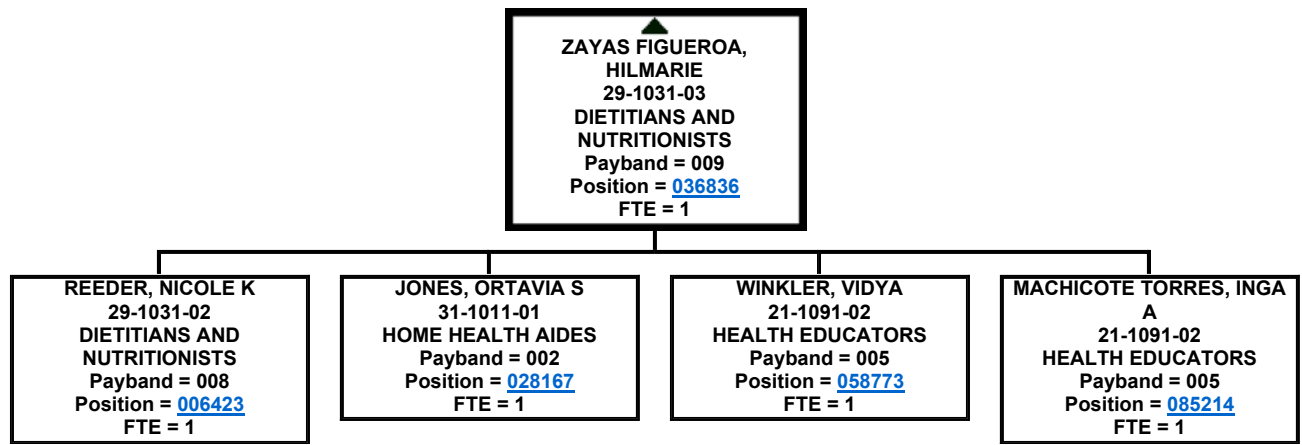 ZAYAS FIGUEROA,
HILMARIE
29-1031-03
DIETITIANS AND
NUTRITIONISTS
Payband = 009
Position = 036836
FTE = 1
REEDER, NICOLE K
29-1031-02
DIETITIANS AND
NUTRITIONISTS
Payband = 008
Position = 006423
FTE = 1
JONES, ORTAVIA S
31-1011-01
HOME HEALTH AIDES
Payband = 002
Position = 028167
FTE = 1
WINKLER, VIDYA
21-1091-02
HEALTH EDUCATORS
Payband = 005
Position = 058773
FTE = 1
MACHICOTE TORRES, INGA
A
21-1091-02
HEALTH EDUCATORS
Payband = 005
Position = 085214
FTE = 1